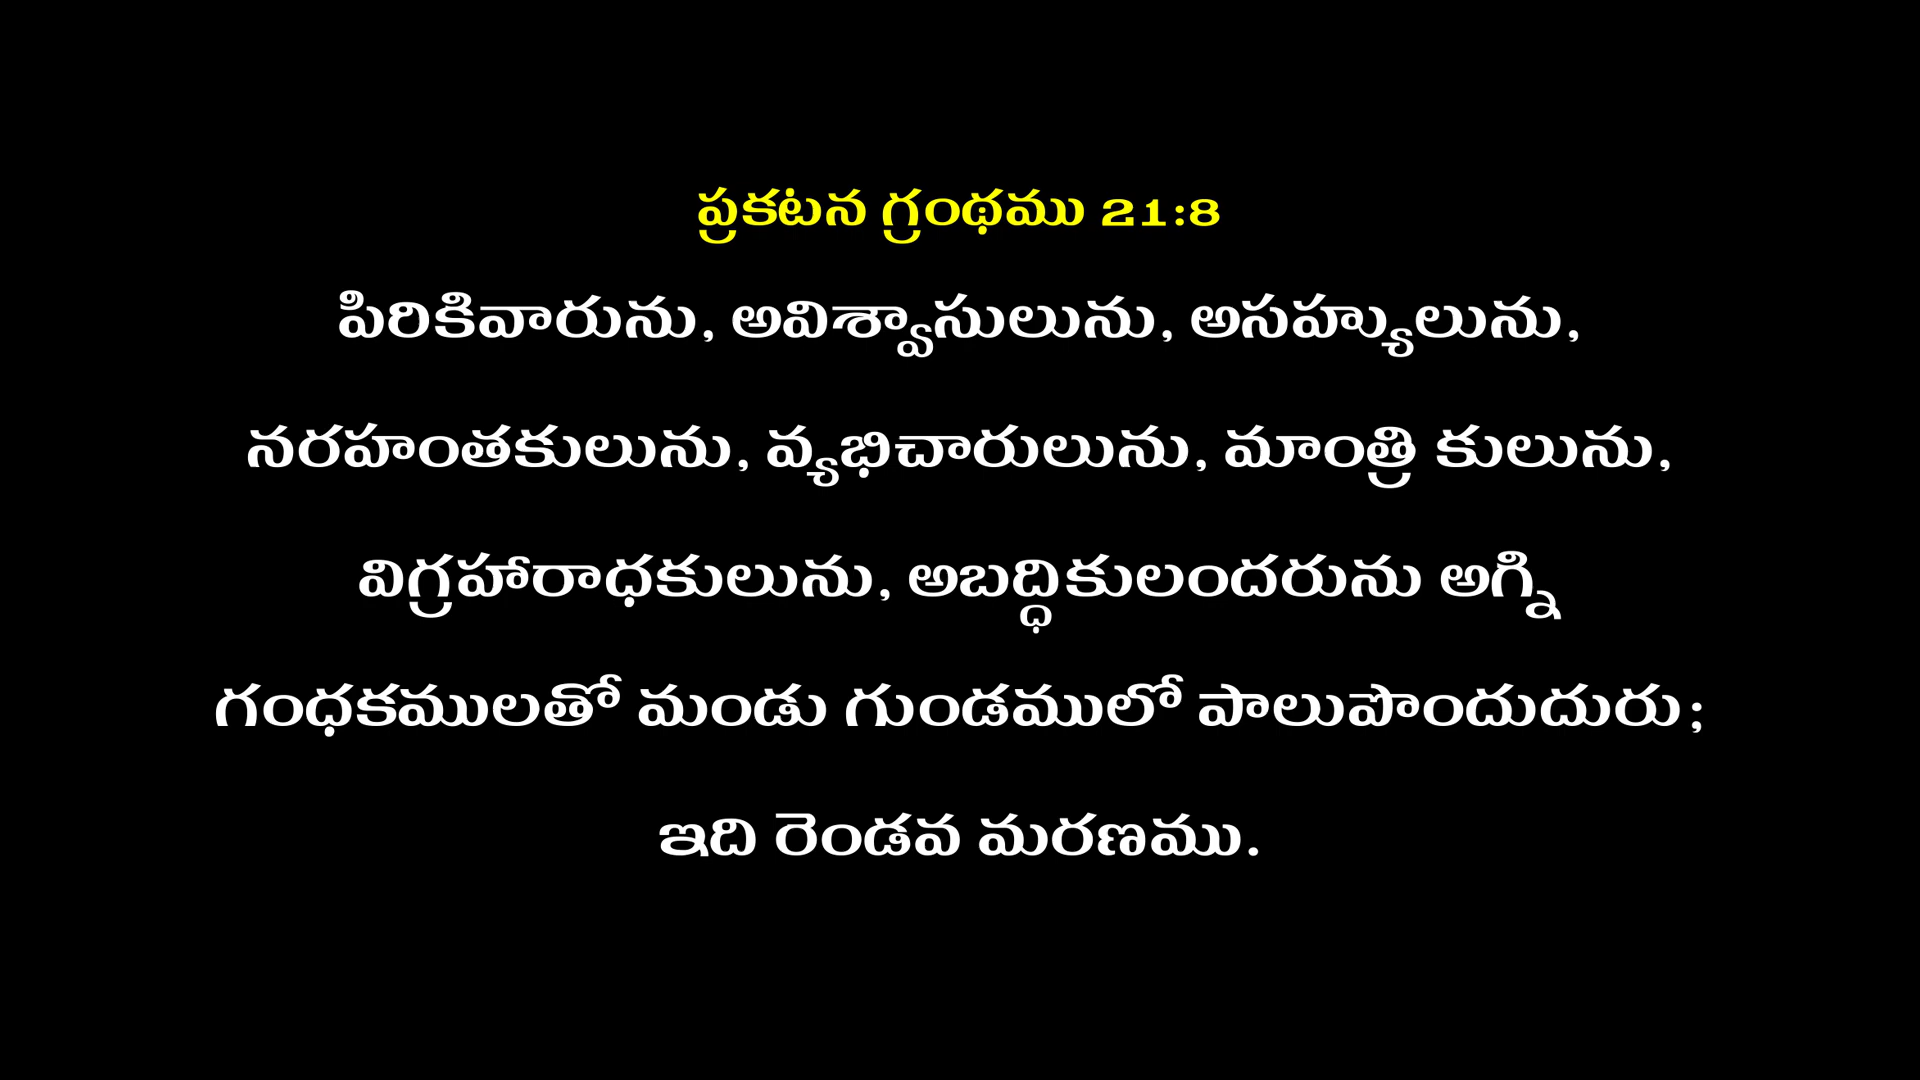 ప్రకటన గ్రంథము 21:8
పిరికివారును, అవిశ్వాసులును, అసహ్యులును,
నరహంతకులును, వ్యభిచారులును, మాంత్రి కులును,
విగ్రహారాధకులును, అబద్ధికులందరును అగ్ని
గంధకములతో మండు గుండములో పాలుపొందుదురు;
ఇది రెండవ మరణము.